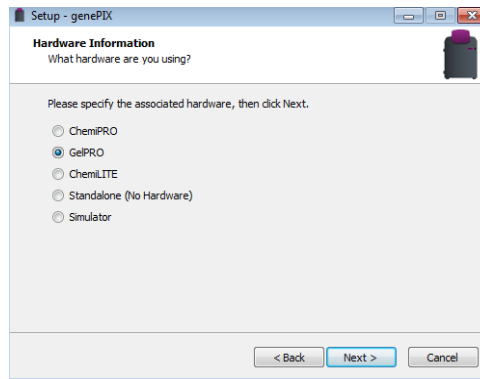 Setup - genePIX
Hardware Information
What hardware are you using?
Please specify the associated hardware, then click Next.
ChemiPRO
GelPRO
ChemiLITE
Standalone (No Hardware)
Simulator
< Back
Next >
Cancel